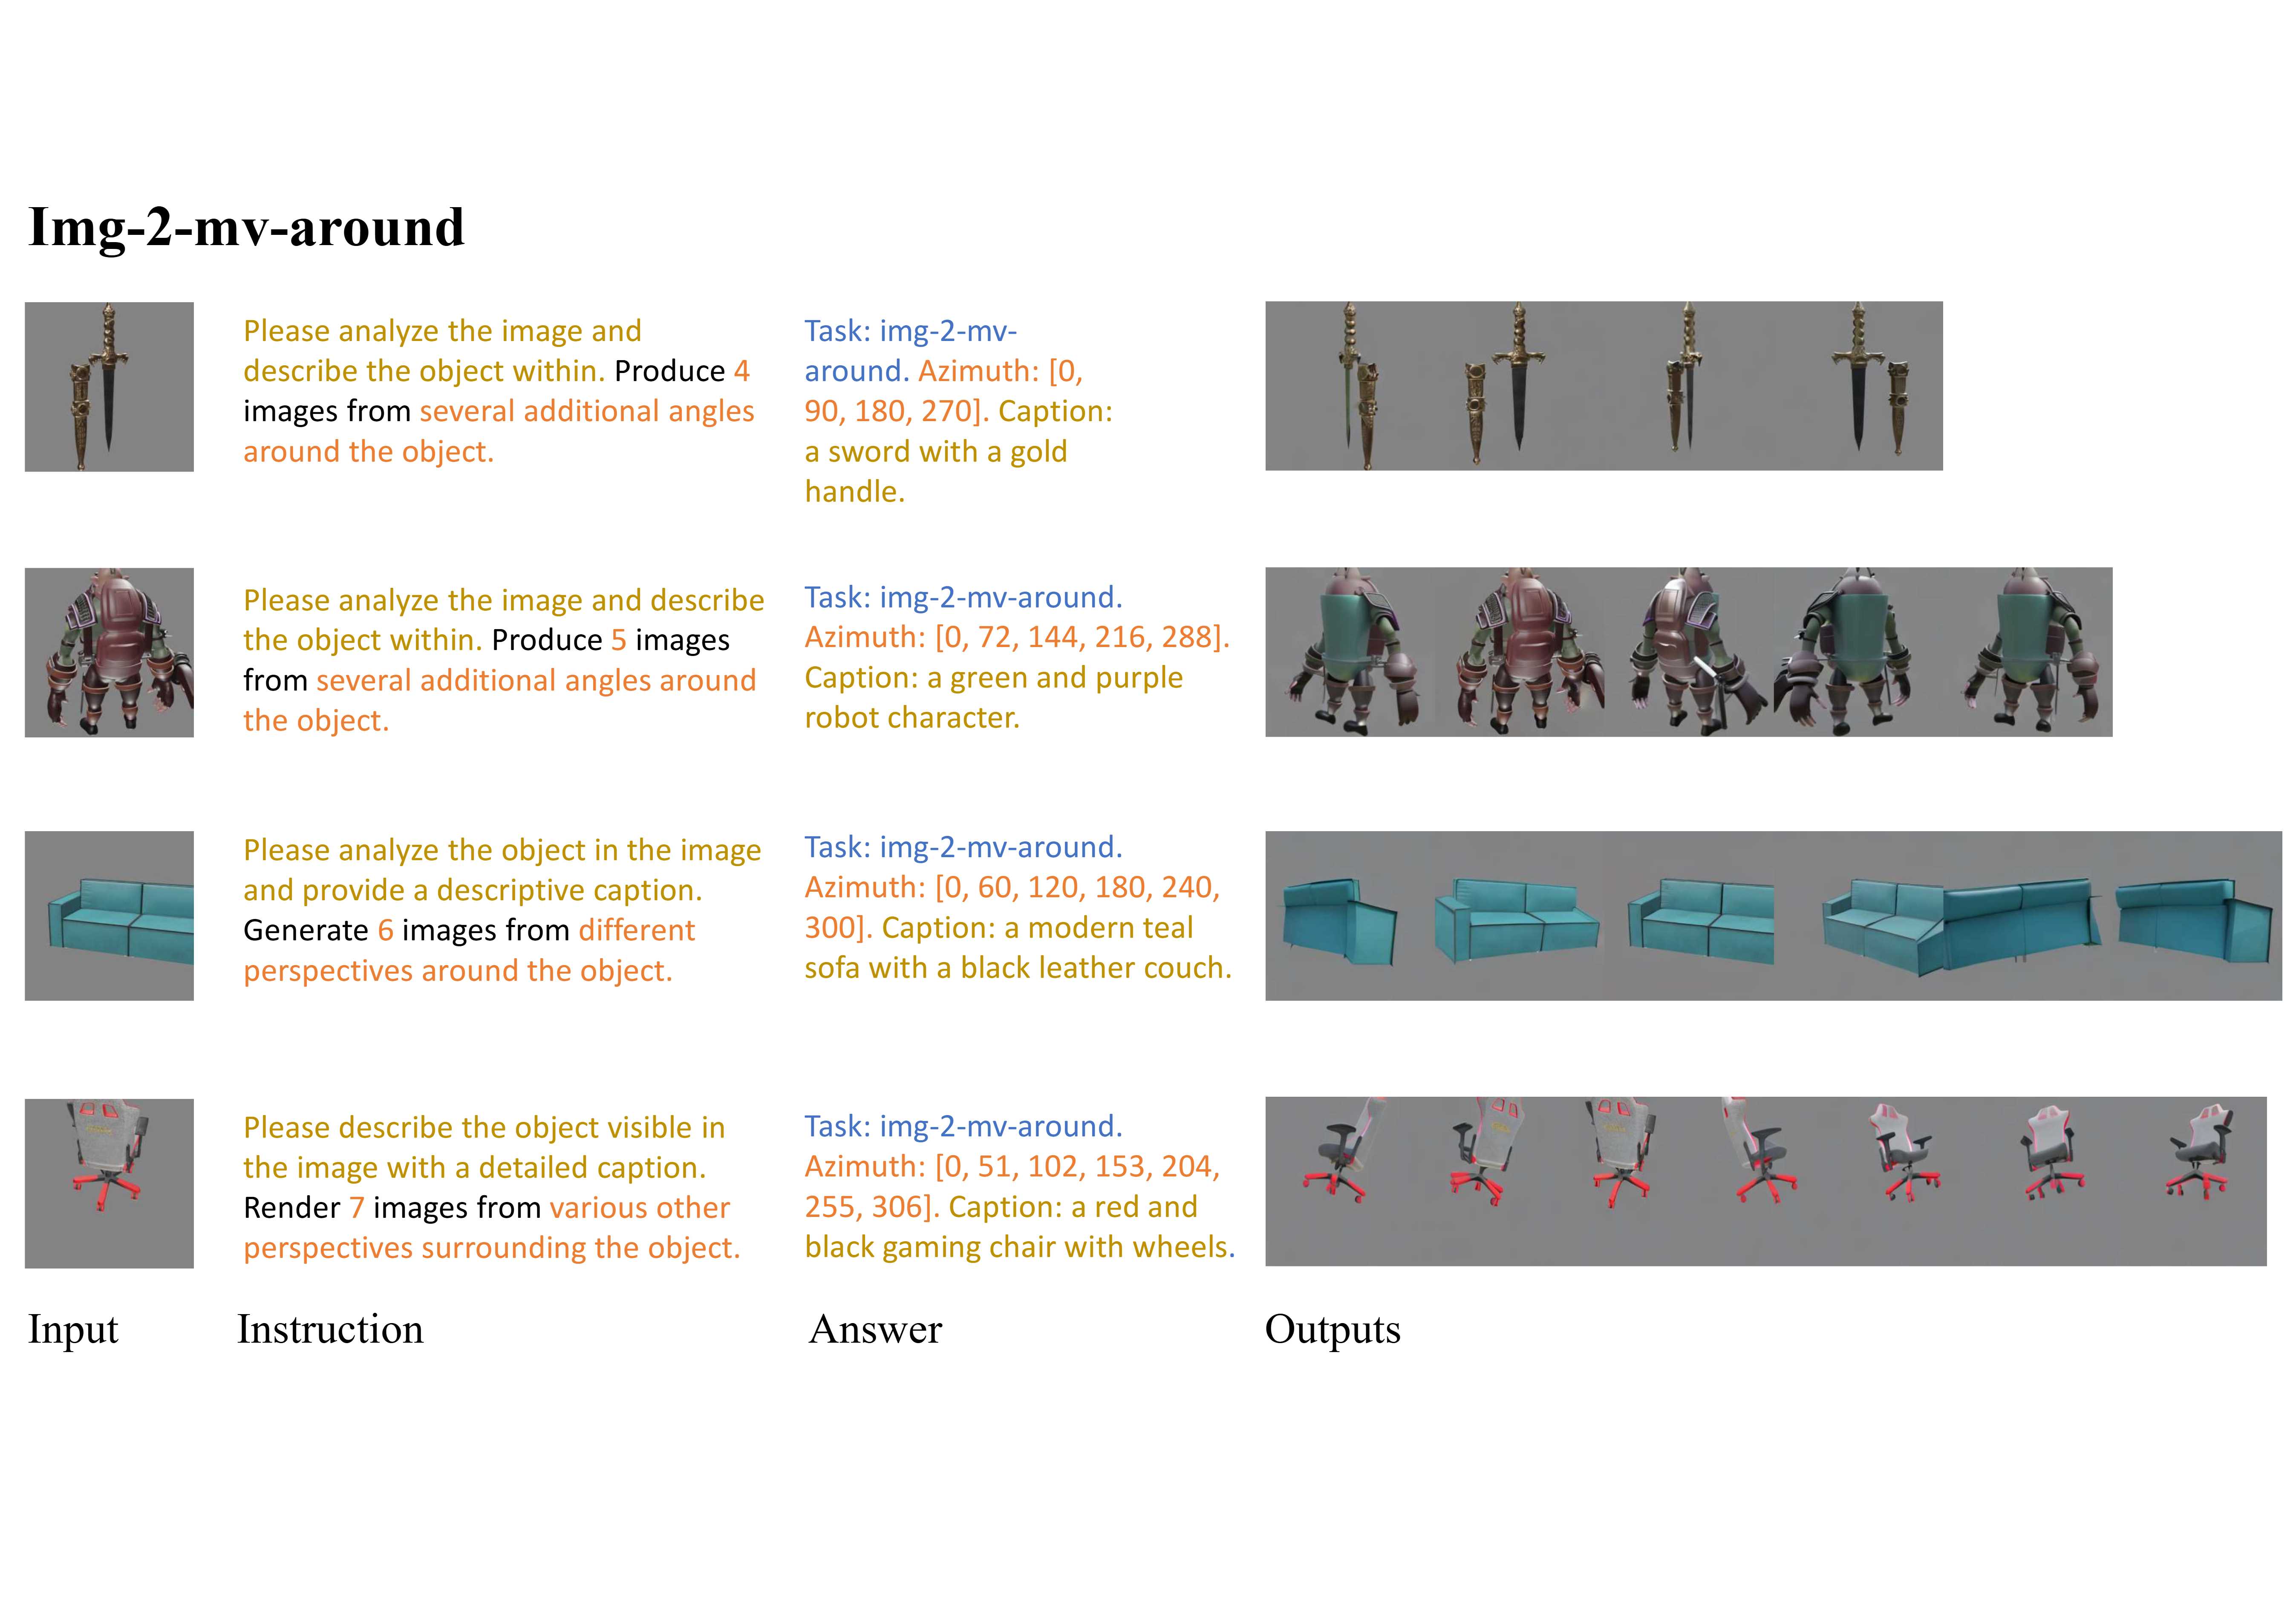 Img-2-mv-around
Please analyze the image and
describe the object within. Produce 4
images from several additional angles
around the object.
Task: img-2-mv-
around. Azimuth: [0,
90, 180, 270]. Caption:
a sword with a gold
handle.
Please analyze the image and describe
the object within. Produce 5 images
from several additional angles around
the object.
Task: img-2-mv-around.
Azimuth: [0, 72, 144, 216, 288].
Caption: a green and purple
robot character.
Please analyze the object in the image
and provide a descriptive caption.
Generate 6 images from different
perspectives around the object.
Task: img-2-mv-around.
Azimuth: [0, 60, 120, 180, 240,
300]. Caption: a modern teal
sofa with a black leather couch.
Please describe the object visible in
the image with a detailed caption.
Render 7 images from various other
perspectives surrounding the object.
Task: img-2-mv-around.
Azimuth: [0, 51, 102, 153, 204,
255, 306]. Caption: a red and
black gaming chair with wheels.
Input
Instruction
Answer
Outputs